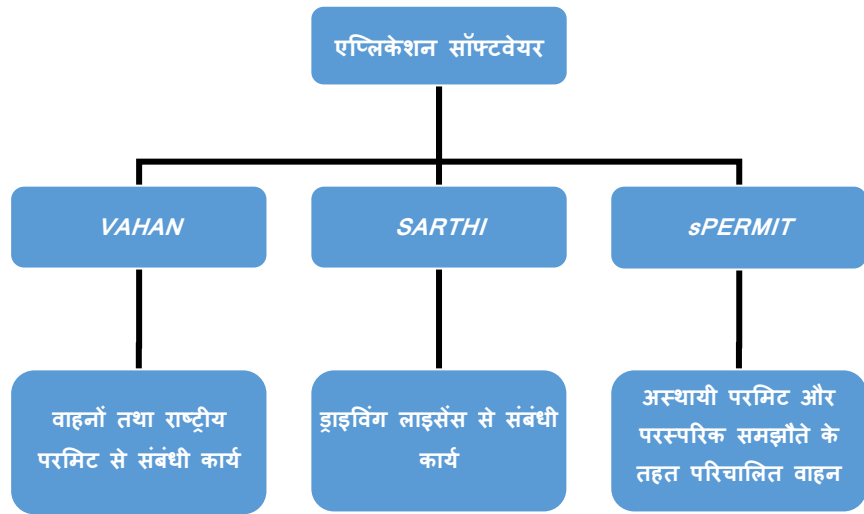 एप्लिकेशन सॉफ्टवेयर
VAHAN
SARTHI
sPERMIT
वाहनों तथा राष्ट्रीय
परमिट से संबंधी कार्य
ड्राइविंग लाइसेंस से संबंधी
कार्य
अस्थायी परमिट और
परस्परिक समझौते के
तहत परिचालित वाहन